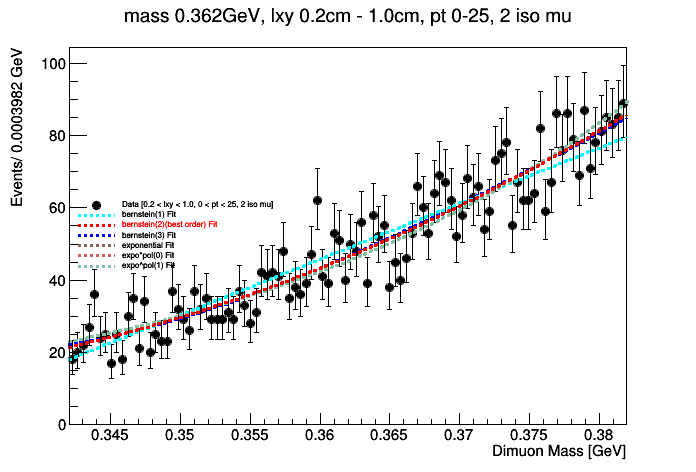 mass 0.362GeV, lxy 0.2cm - 1.0cm, pt 0-25, 2 iso mu
Events/ 0.0003982 GeV
100
80
60
40
20
0
Data [0.2 < lxy < 1.0, 0 < pt < 25, 2 iso mu]
bernstein(1) Fit
bernstein(2)(best order) Fit
bernstein(3) Fit
exponential Fit
expo*pol(0) Fit
expo*pol(1) Fit
0.345 0.35 0.355 0.36 0.365 0.37 0.375 0.38
Dimuon Mass [GeV]